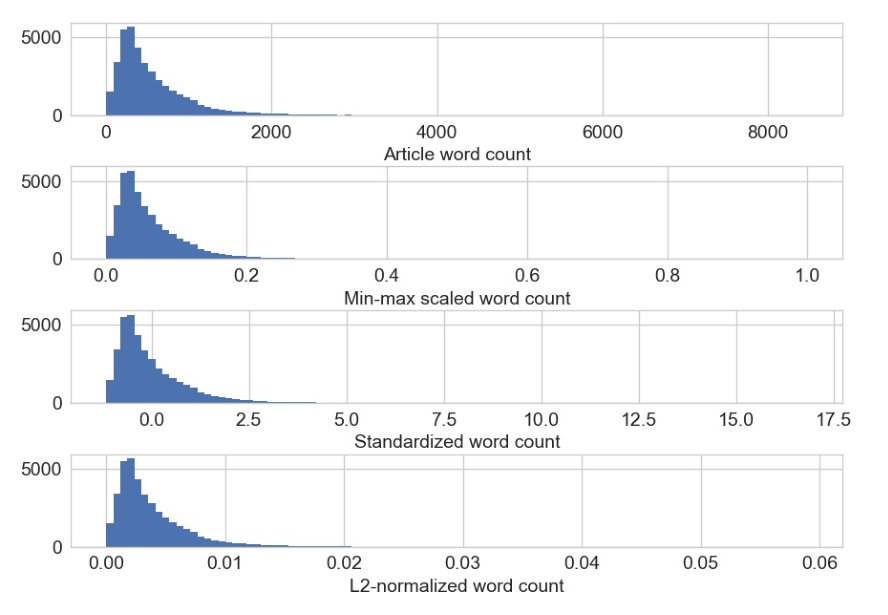 5000
0
0 2000 4000 6000 8000
Article word count
5000
0
0.0 0.2 0.4 0.6 0.8 1.0
Min-max scaled word count
5000
0
0.0 2.5 5.0 7.5 10.0 12.5 15.0 17.5
Standardized word count
5000
0
0.00 0.01 0.02 0.03 0.04 0.05 0.06
L2-normalized word count